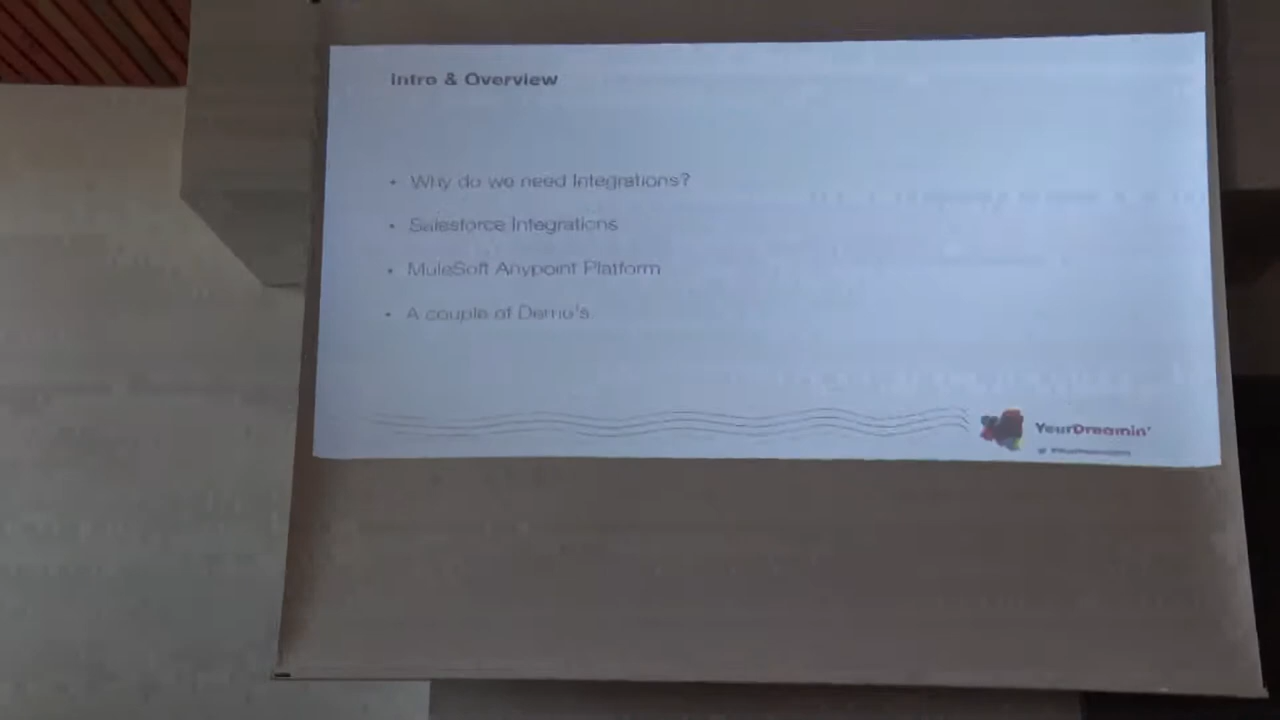 Intro & Overview
• Why do we need Integrations?
• Salesforce Integrations
• MuleSoft Anypoint Platform
• A couple of Demo's
YourDreamin'